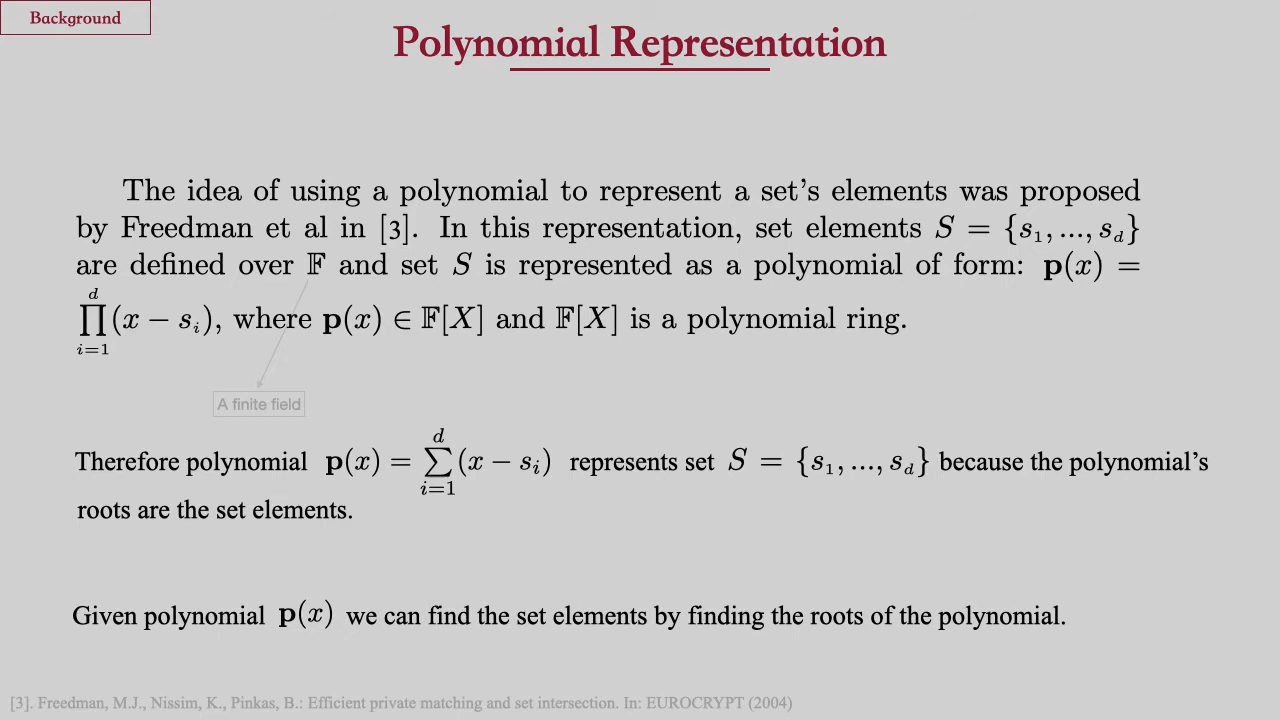 Background
Polynomial Representation
The idea of using a polynomial to represent a set's elements was proposed
by Freedman et al in [3]. In this representation, set elements S = {s₁, ..., s_d}
are defined over 𝔽 and set S is represented as a polynomial of form: p(x) =
∏_{i=1}^{d} (x − sᵢ), where p(x) ∈ 𝔽[X] and 𝔽[X] is a polynomial ring.
A finite field
Therefore polynomial p(x) = ∑_{i=1}^{d} (x − sᵢ) represents set S = {s₁, ..., s_d} because the polynomial's
roots are the set elements.
Given polynomial p(x) we can find the set elements by finding the roots of the polynomial.
[3]. Freedman, M.J., Nissim, K., Pinkas, B.: Efficient private matching and set intersection. In: EUROCRYPT (2004)